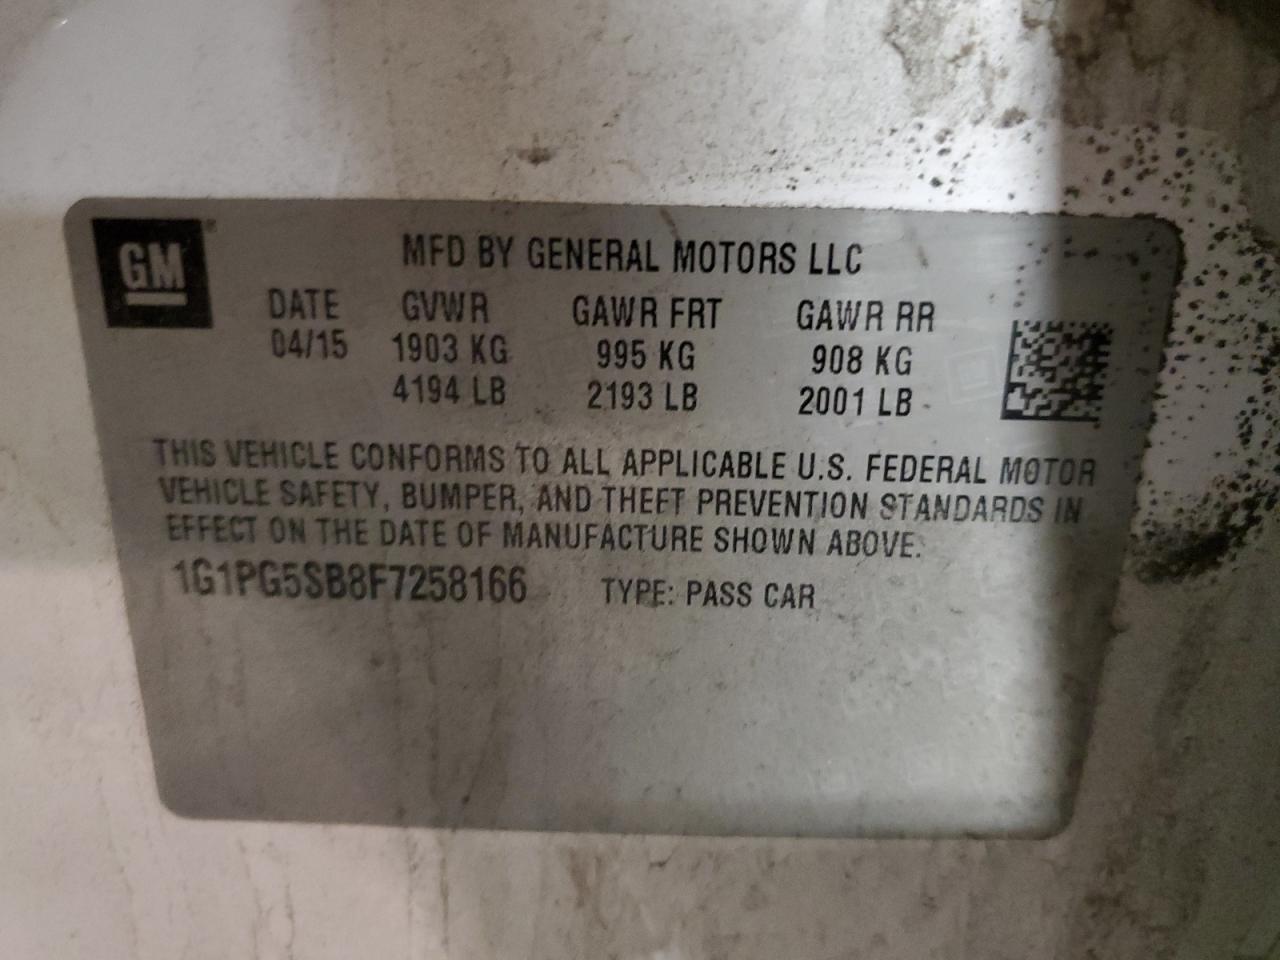 GM®
MFD BY GENERAL MOTORS LLC
DATE GVWR GAWR FRT GAWR RR
04/15 1903 KG 995 KG 908 KG
4194 LB 2193 LB 2001 LB
THIS VEHICLE CONFORMS TO ALL APPLICABLE U.S. FEDERAL MOTOR
VEHICLE SAFETY, BUMPER, AND THEFT PREVENTION STANDARDS IN
EFFECT ON THE DATE OF MANUFACTURE SHOWN ABOVE.
1G1PG5SB8F7258166 TYPE: PASS CAR